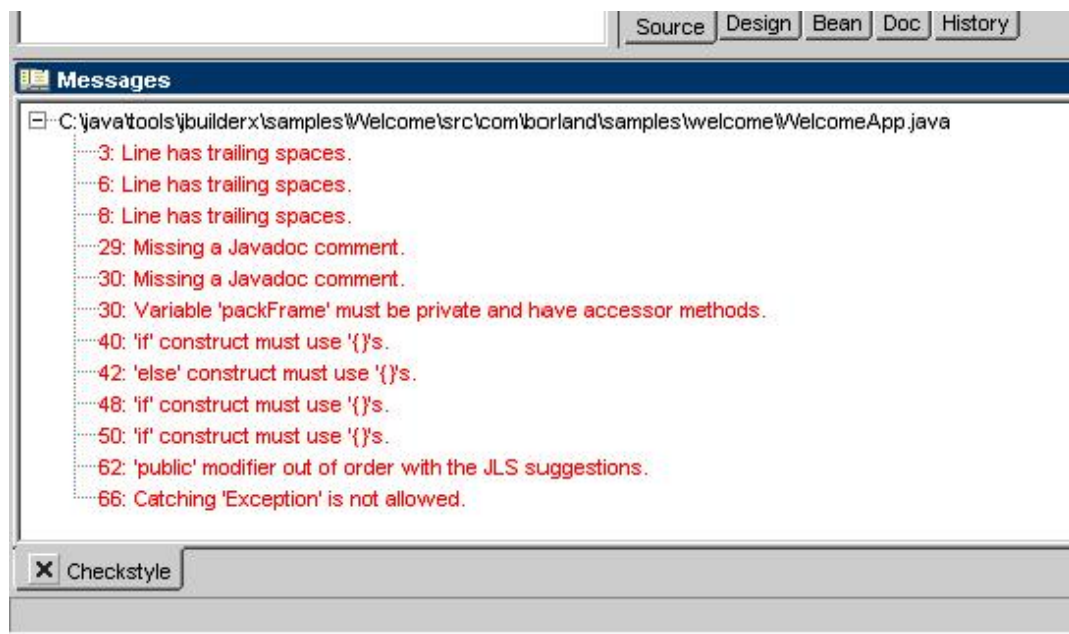 Source Design Bean Doc History
Messages
C:\java\tools\jbuilderx\samples\Welcome\src\com\borland\samples\welcome\WelcomeApp.java
3: Line has trailing spaces.
6: Line has trailing spaces.
8: Line has trailing spaces.
29: Missing a Javadoc comment.
30: Missing a Javadoc comment.
30: Variable 'packFrame' must be private and have accessor methods.
40: 'if' construct must use '{}'s.
42: 'else' construct must use '{}'s.
48: 'if' construct must use '{}'s.
50: 'if' construct must use '{}'s.
62: 'public' modifier out of order with the JLS suggestions.
66: Catching 'Exception' is not allowed.
Checkstyle